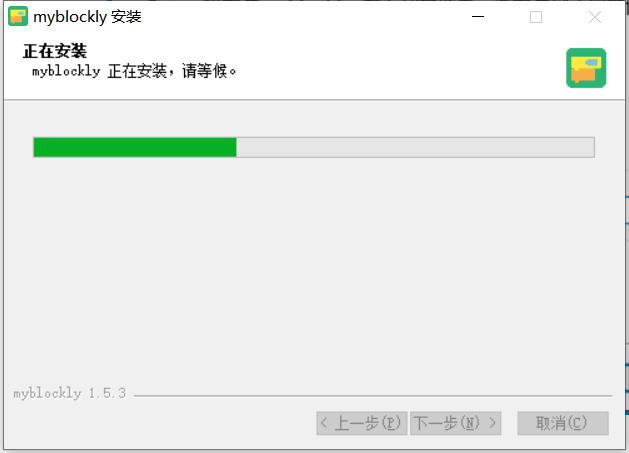 myblockly 安装
正在安装
myblockly 正在安装，请等候。
myblockly 1.5.3
< 上一步(P) 下一步(N) > 取消(C)